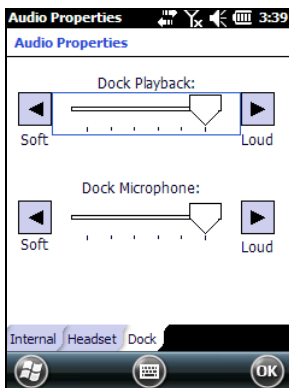 Audio Properties 3:39
Audio Properties
Dock Playback:
Soft Loud
Dock Microphone:
Soft Loud
Internal Headset Dock
OK